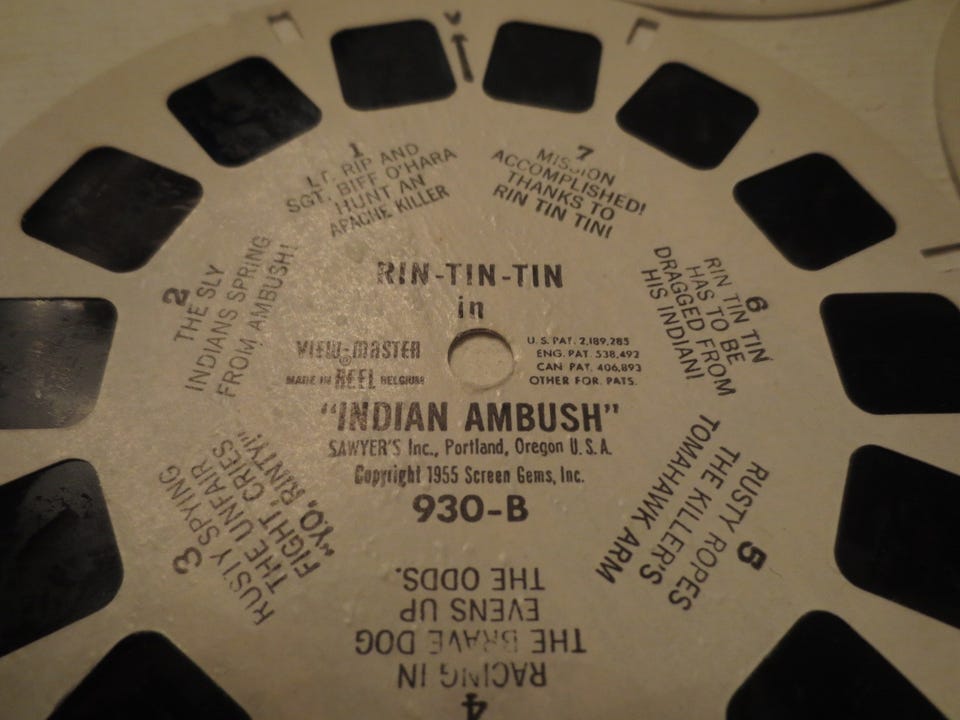 RIN-TIN-TIN
in
VIEW-MASTER
®
MADE IN REEL BELGIUM
U.S. PAT. 2,189,285
ENG. PAT. 538,492
CAN PAT. 406,893
OTHER FOR. PATS.
"INDIAN AMBUSH"
SAWYER'S Inc., Portland, Oregon U.S.A.
Copyright 1955 Screen Gems, Inc.
930-B
1
LT. RIP AND
SGT. BIFF O'HARA
HUNT AN
APACHE KILLER
2
THE SLY
INDIANS SPRING
FROM AMBUSH!
3
RUSTY SPYING
THE UNFAIR
FIGHT, CRIES
"YO, RINTY!"
4
RACING IN
THE BRAVE DOG
EVENS UP
THE ODDS.
5
RUSTY ROPES
THE KILLER'S
TOMAHAWK ARM
6
RIN TIN TIN
HAS TO BE
DRAGGED FROM
HIS INDIAN!
7
MISSION
ACCOMPLISHED!
THANKS TO
RIN TIN TIN!